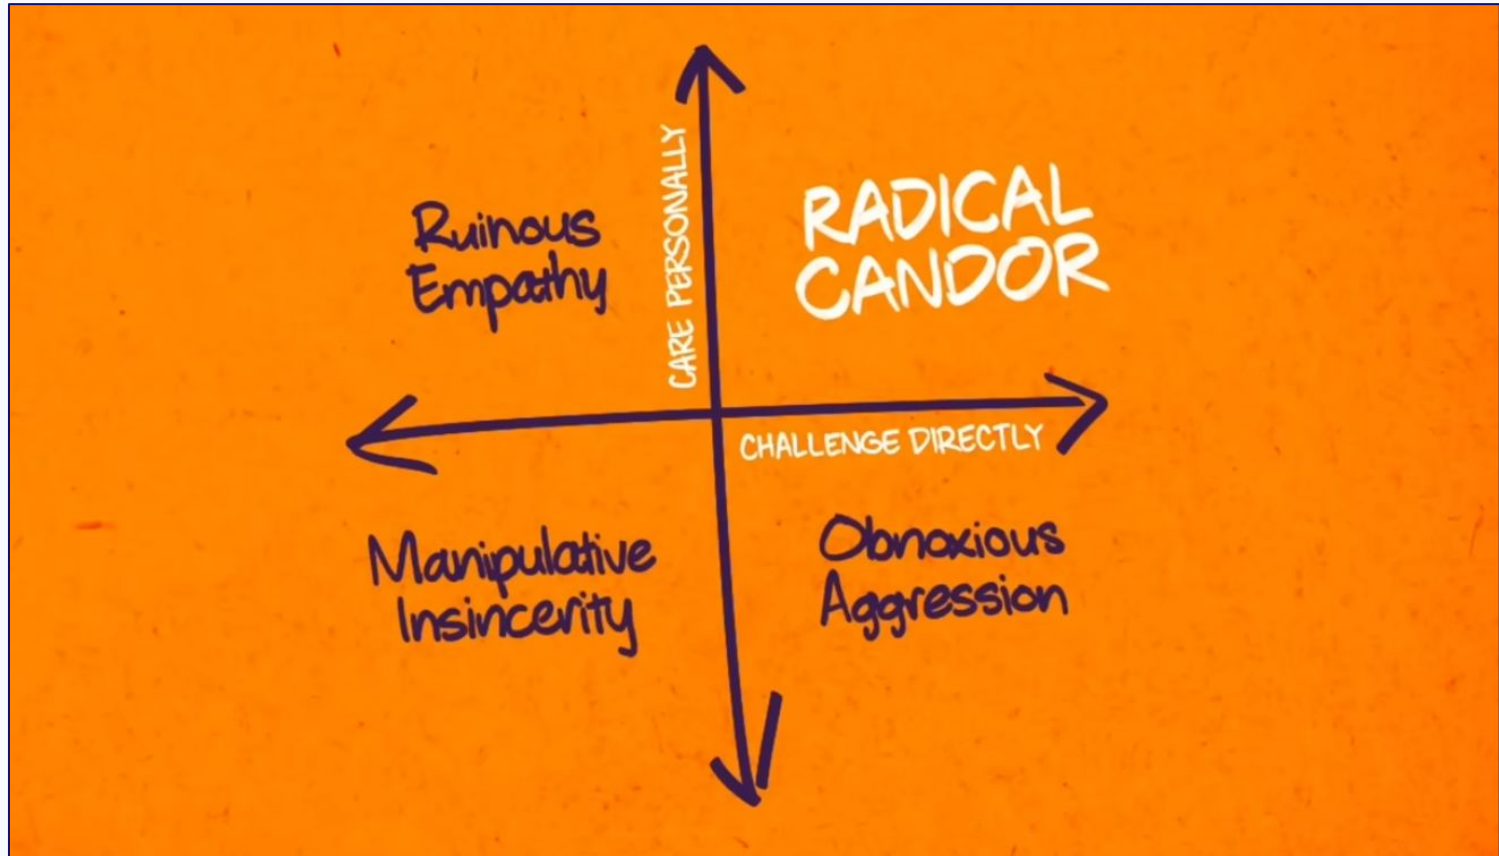 Ruinous
Empathy
CARE PERSONALLY
RADICAL
CANDOR
CHALLENGE DIRECTLY
Manipulative
Insincerity
Obnoxious
Aggression